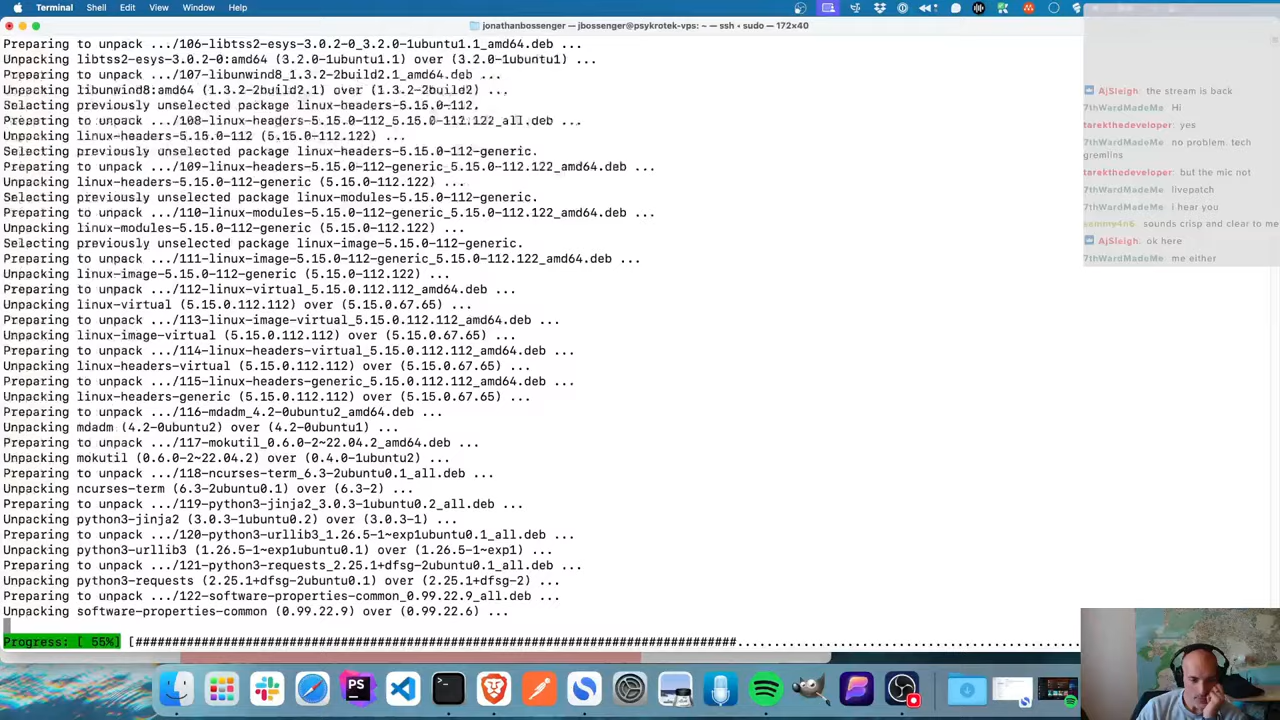 Terminal Shell Edit View Window Help
jonathanbossenger — jbossenger@psykrotek-vps: ~ — ssh ◂ sudo — 172×40
Preparing to unpack .../106-libtss2-esys-3.0.2-0_3.2.0-1ubuntu1.1_amd64.deb ...
Unpacking libtss2-esys-3.0.2-0:amd64 (3.2.0-1ubuntu1.1) over (3.2.0-1ubuntu1) ...
Preparing to unpack .../107-libunwind8_1.3.2-2build2.1_amd64.deb ...
Unpacking libunwind8:amd64 (1.3.2-2build2.1) over (1.3.2-2build2) ...
Selecting previously unselected package linux-headers-5.15.0-112.
Preparing to unpack .../108-linux-headers-5.15.0-112_5.15.0-112.122_all.deb ...
Unpacking linux-headers-5.15.0-112 (5.15.0-112.122) ...
Selecting previously unselected package linux-headers-5.15.0-112-generic.
Preparing to unpack .../109-linux-headers-5.15.0-112-generic_5.15.0-112.122_amd64.deb ...
Unpacking linux-headers-5.15.0-112-generic (5.15.0-112.122) ...
Selecting previously unselected package linux-modules-5.15.0-112-generic.
Preparing to unpack .../110-linux-modules-5.15.0-112-generic_5.15.0-112.122_amd64.deb ...
Unpacking linux-modules-5.15.0-112-generic (5.15.0-112.122) ...
Selecting previously unselected package linux-image-5.15.0-112-generic.
Preparing to unpack .../111-linux-image-5.15.0-112-generic_5.15.0-112.122_amd64.deb ...
Unpacking linux-image-5.15.0-112-generic (5.15.0-112.122) ...
Preparing to unpack .../112-linux-virtual_5.15.0.112.112_amd64.deb ...
Unpacking linux-virtual (5.15.0.112.112) over (5.15.0.67.65) ...
Preparing to unpack .../113-linux-image-virtual_5.15.0.112.112_amd64.deb ...
Unpacking linux-image-virtual (5.15.0.112.112) over (5.15.0.67.65) ...
Preparing to unpack .../114-linux-headers-virtual_5.15.0.112.112_amd64.deb ...
Unpacking linux-headers-virtual (5.15.0.112.112) over (5.15.0.67.65) ...
Preparing to unpack .../115-linux-headers-generic_5.15.0.112.112_amd64.deb ...
Unpacking linux-headers-generic (5.15.0.112.112) over (5.15.0.67.65) ...
Preparing to unpack .../116-mdadm_4.2-0ubuntu2_amd64.deb ...
Unpacking mdadm (4.2-0ubuntu2) over (4.2-0ubuntu1) ...
Preparing to unpack .../117-mokutil_0.6.0-2~22.04.2_amd64.deb ...
Unpacking mokutil (0.6.0-2~22.04.2) over (0.4.0-1ubuntu2) ...
Preparing to unpack .../118-ncurses-term_6.3-2ubuntu0.1_all.deb ...
Unpacking ncurses-term (6.3-2ubuntu0.1) over (6.3-2) ...
Preparing to unpack .../119-python3-jinja2_3.0.3-1ubuntu0.2_all.deb ...
Unpacking python3-jinja2 (3.0.3-1ubuntu0.2) over (3.0.3-1) ...
Preparing to unpack .../120-python3-urllib3_1.26.5-1~exp1ubuntu0.1_all.deb ...
Unpacking python3-urllib3 (1.26.5-1~exp1ubuntu0.1) over (1.26.5-1~exp1) ...
Preparing to unpack .../121-python3-requests_2.25.1+dfsg-2ubuntu0.1_all.deb ...
Unpacking python3-requests (2.25.1+dfsg-2ubuntu0.1) over (2.25.1+dfsg-2) ...
Preparing to unpack .../122-software-properties-common_0.99.22.9_all.deb ...
Unpacking software-properties-common (0.99.22.9) over (0.99.22.6) ...
Progress: [ 55%] [##################################################################################...............................................
AjSleigh: the stream is back
7thWardMadeMe Hi
tarekthedeveloper: yes
7thWardMadeMe no problem. tech
gremlins
tarekthedeveloper: but the mic not
7thWardMadeMe livepatch
7thWardMadeMe i hear you
sammy4n6. sounds crisp and clear to me
AjSleigh: ok here
7thWardMadeMe me either
PS